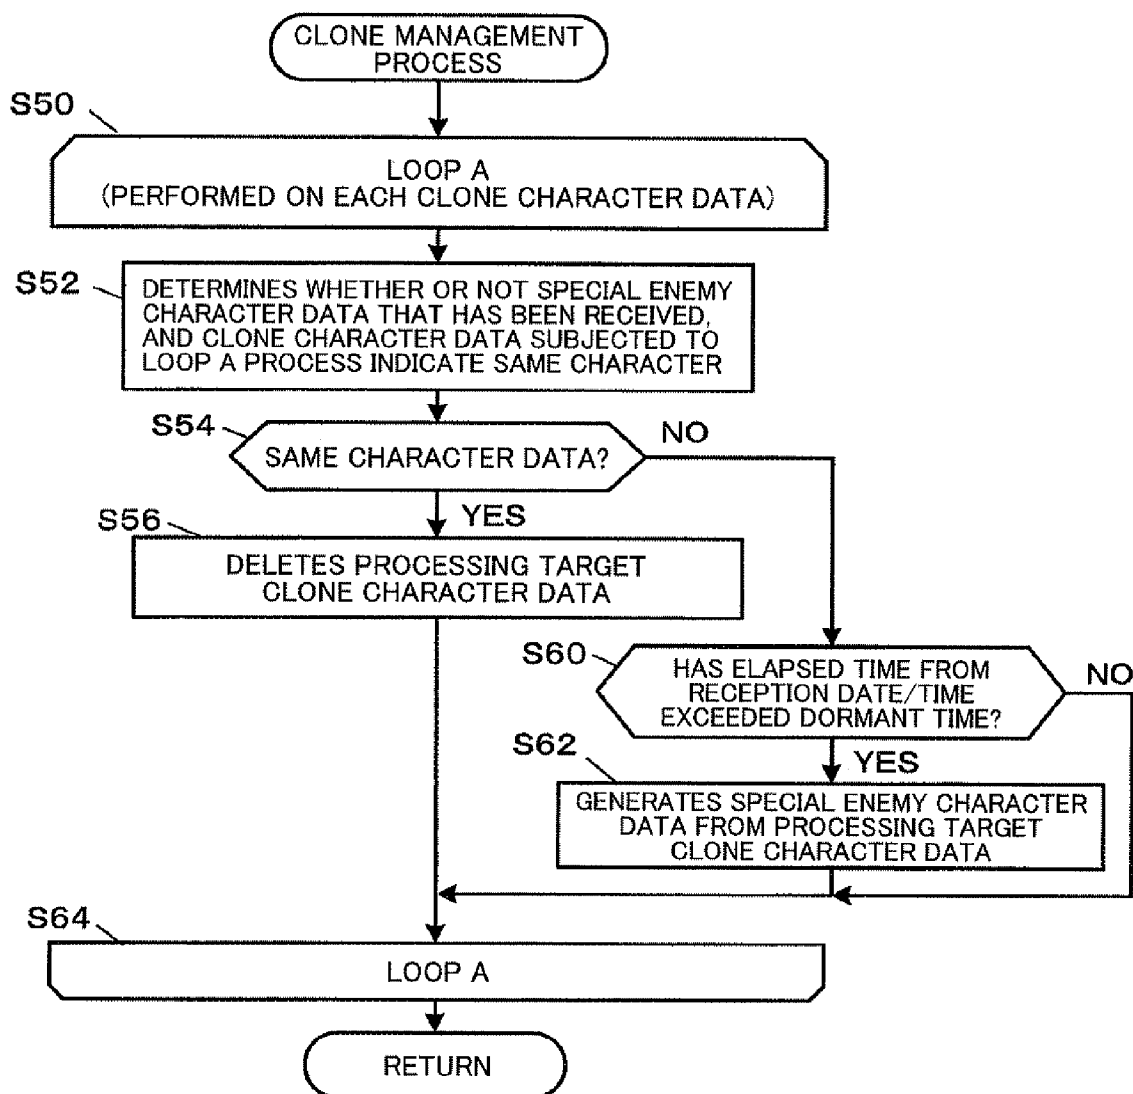 CLONE MANAGEMENT
PROCESS
S50
LOOP A
(PERFORMED ON EACH CLONE CHARACTER DATA)
S52
DETERMINES WHETHER OR NOT SPECIAL ENEMY
CHARACTER DATA THAT HAS BEEN RECEIVED,
AND CLONE CHARACTER DATA SUBJECTED TO
LOOP A PROCESS INDICATE SAME CHARACTER
S54
SAME CHARACTER DATA?
NO
YES
S56
DELETES PROCESSING TARGET
CLONE CHARACTER DATA
S60
HAS ELAPSED TIME FROM
RECEPTION DATE/TIME
EXCEEDED DORMANT TIME?
NO
YES
S62
GENERATES SPECIAL ENEMY CHARACTER
DATA FROM PROCESSING TARGET
CLONE CHARACTER DATA
S64
LOOP A
RETURN